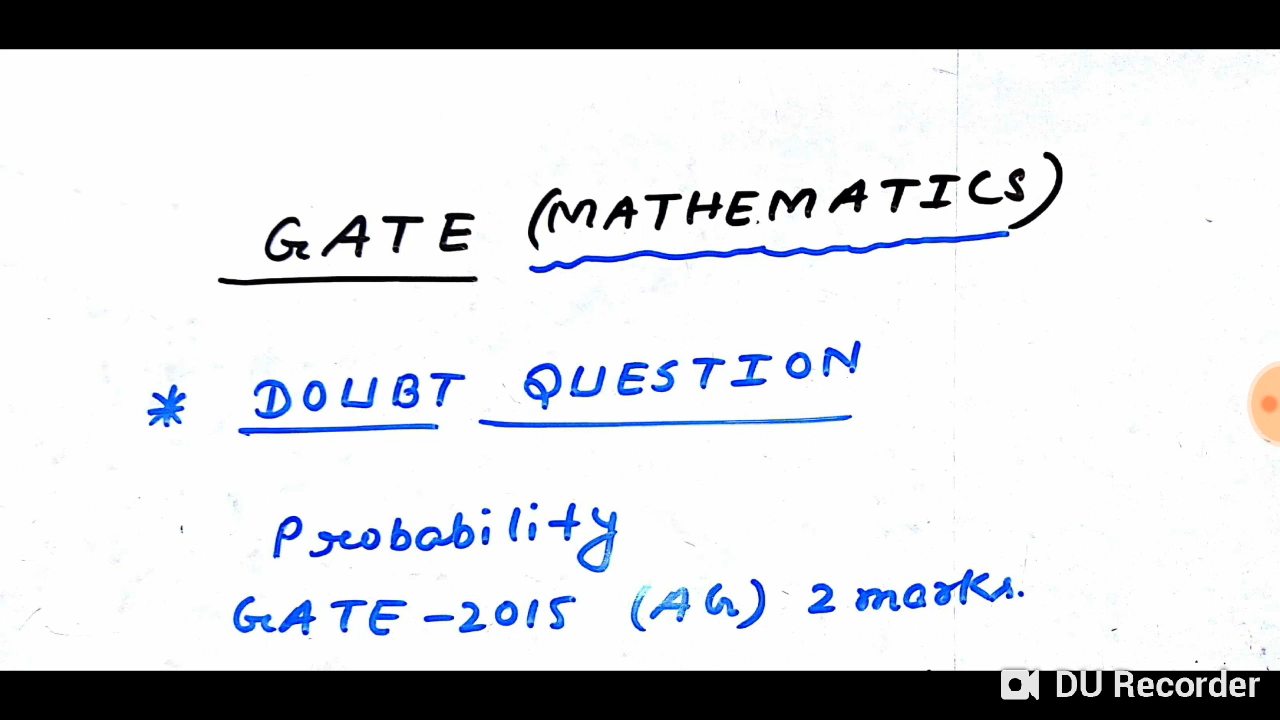 GATE (MATHEMATICS)
* DOUBT QUESTION
Probability
GATE-2015 (AG) 2 marks.
DU Recorder